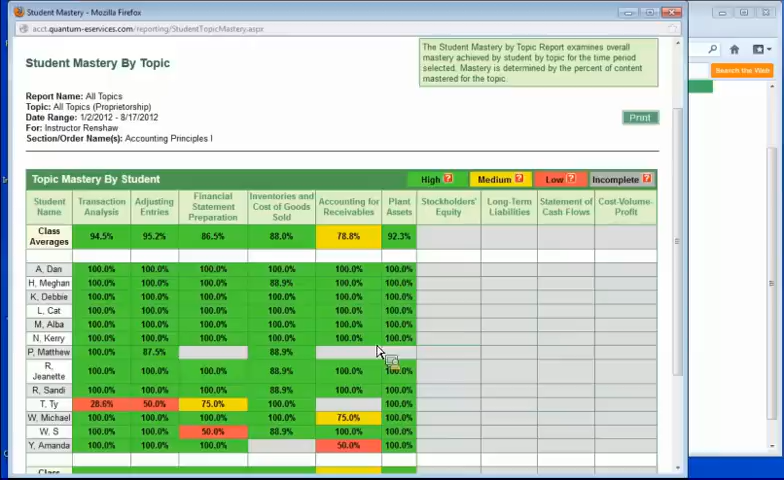 Student Mastery - Mozilla Firefox
acct.quantum-eservices.com/reporting/StudentTopicMastery.aspx
The Student Mastery by Topic Report examines overall
mastery achieved by student by topic for the time period
selected. Mastery is determined by the percent of content
mastered for the topic.
Student Mastery By Topic
Report Name: All Topics
Topic: All Topics (Proprietorship)
Date Range: 1/2/2012 - 8/17/2012
For: Instructor Renshaw
Section/Order Name(s): Accounting Principles I
Print
Search the Web
Topic Mastery By Student High ? Medium ? Low ? Incomplete ?
Student Name Transaction Analysis Adjusting Entries Financial Statement Preparation Inventories and Cost of Goods Sold Accounting for Receivables Plant Assets Stockholders' Equity Long-Term Liabilities Statement of Cash Flows Cost-Volume-Profit
Class Averages 94.5% 95.2% 86.5% 88.0% 78.8% 92.3%
A, Dan 100.0% 100.0% 100.0% 100.0% 100.0% 100.0%
H, Meghan 100.0% 100.0% 100.0% 88.9% 100.0% 100.0%
K, Debbie 100.0% 100.0% 100.0% 100.0% 100.0% 100.0%
L, Cat 100.0% 100.0% 100.0% 100.0% 100.0% 100.0%
M, Alba 100.0% 100.0% 100.0% 100.0% 100.0% 100.0%
N, Kerry 100.0% 100.0% 100.0% 100.0% 100.0% 100.0%
P, Matthew 100.0% 87.5% 88.9%
R, Jeanette 100.0% 100.0% 100.0% 88.9% 100.0% 100.0%
R, Sandi 100.0% 100.0% 100.0% 88.9% 100.0% 100.0%
T, Ty 28.6% 50.0% 75.0% 100.0% 100.0%
W, Michael 100.0% 100.0% 100.0% 100.0% 75.0% 100.0%
W, S 100.0% 100.0% 50.0% 88.9% 100.0% 100.0%
Y, Amanda 100.0% 100.0% 100.0% 50.0% 100.0%
Class